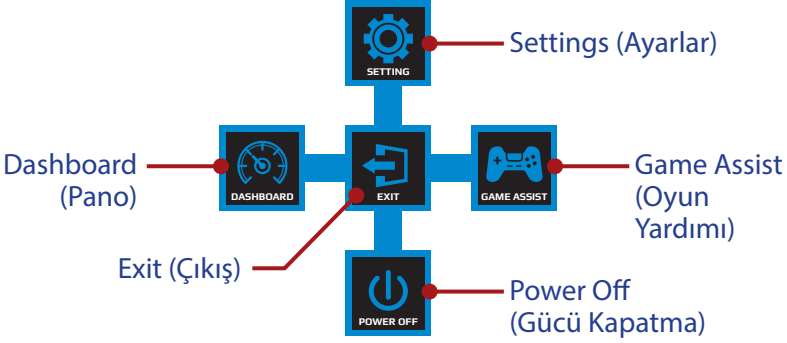 SETTING
Settings (Ayarlar)
Dashboard
(Pano)
DASHBOARD
EXIT
GAME ASSIST
Game Assist
(Oyun
Yardımı)
Exit (Çıkış)
POWER OFF
Power Off
(Gücü Kapatma)